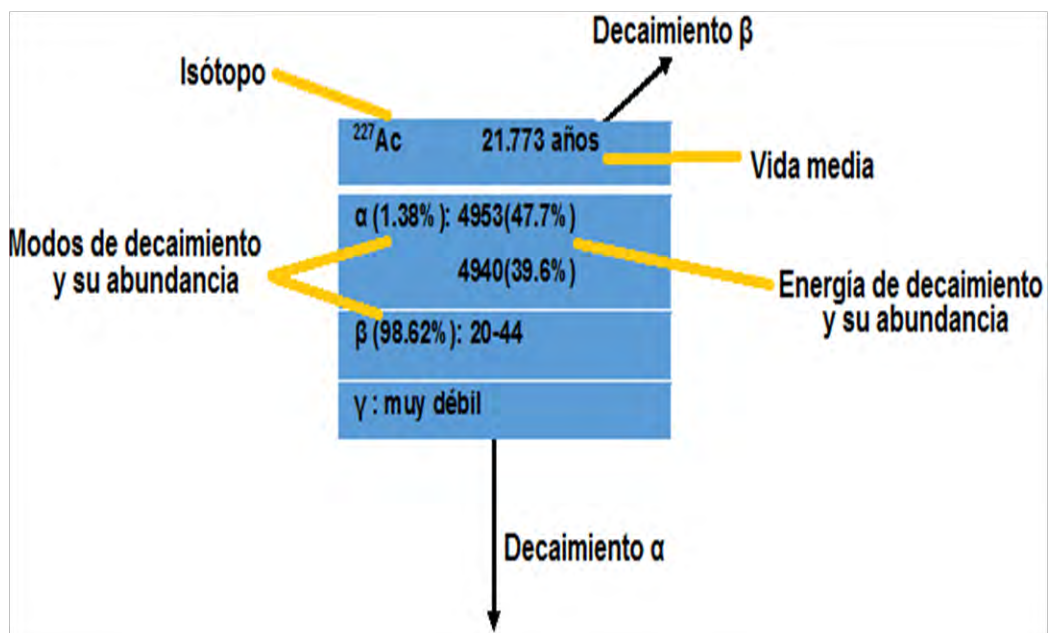 Decaimiento β
Isótopo
²²⁷Ac 21.773 años
Vida media
α (1.38%): 4953(47.7%)
4940(39.6%)
Modos de decaimiento
y su abundancia
Energía de decaimiento
y su abundancia
β (98.62%): 20-44
γ : muy débil
Decaimiento α